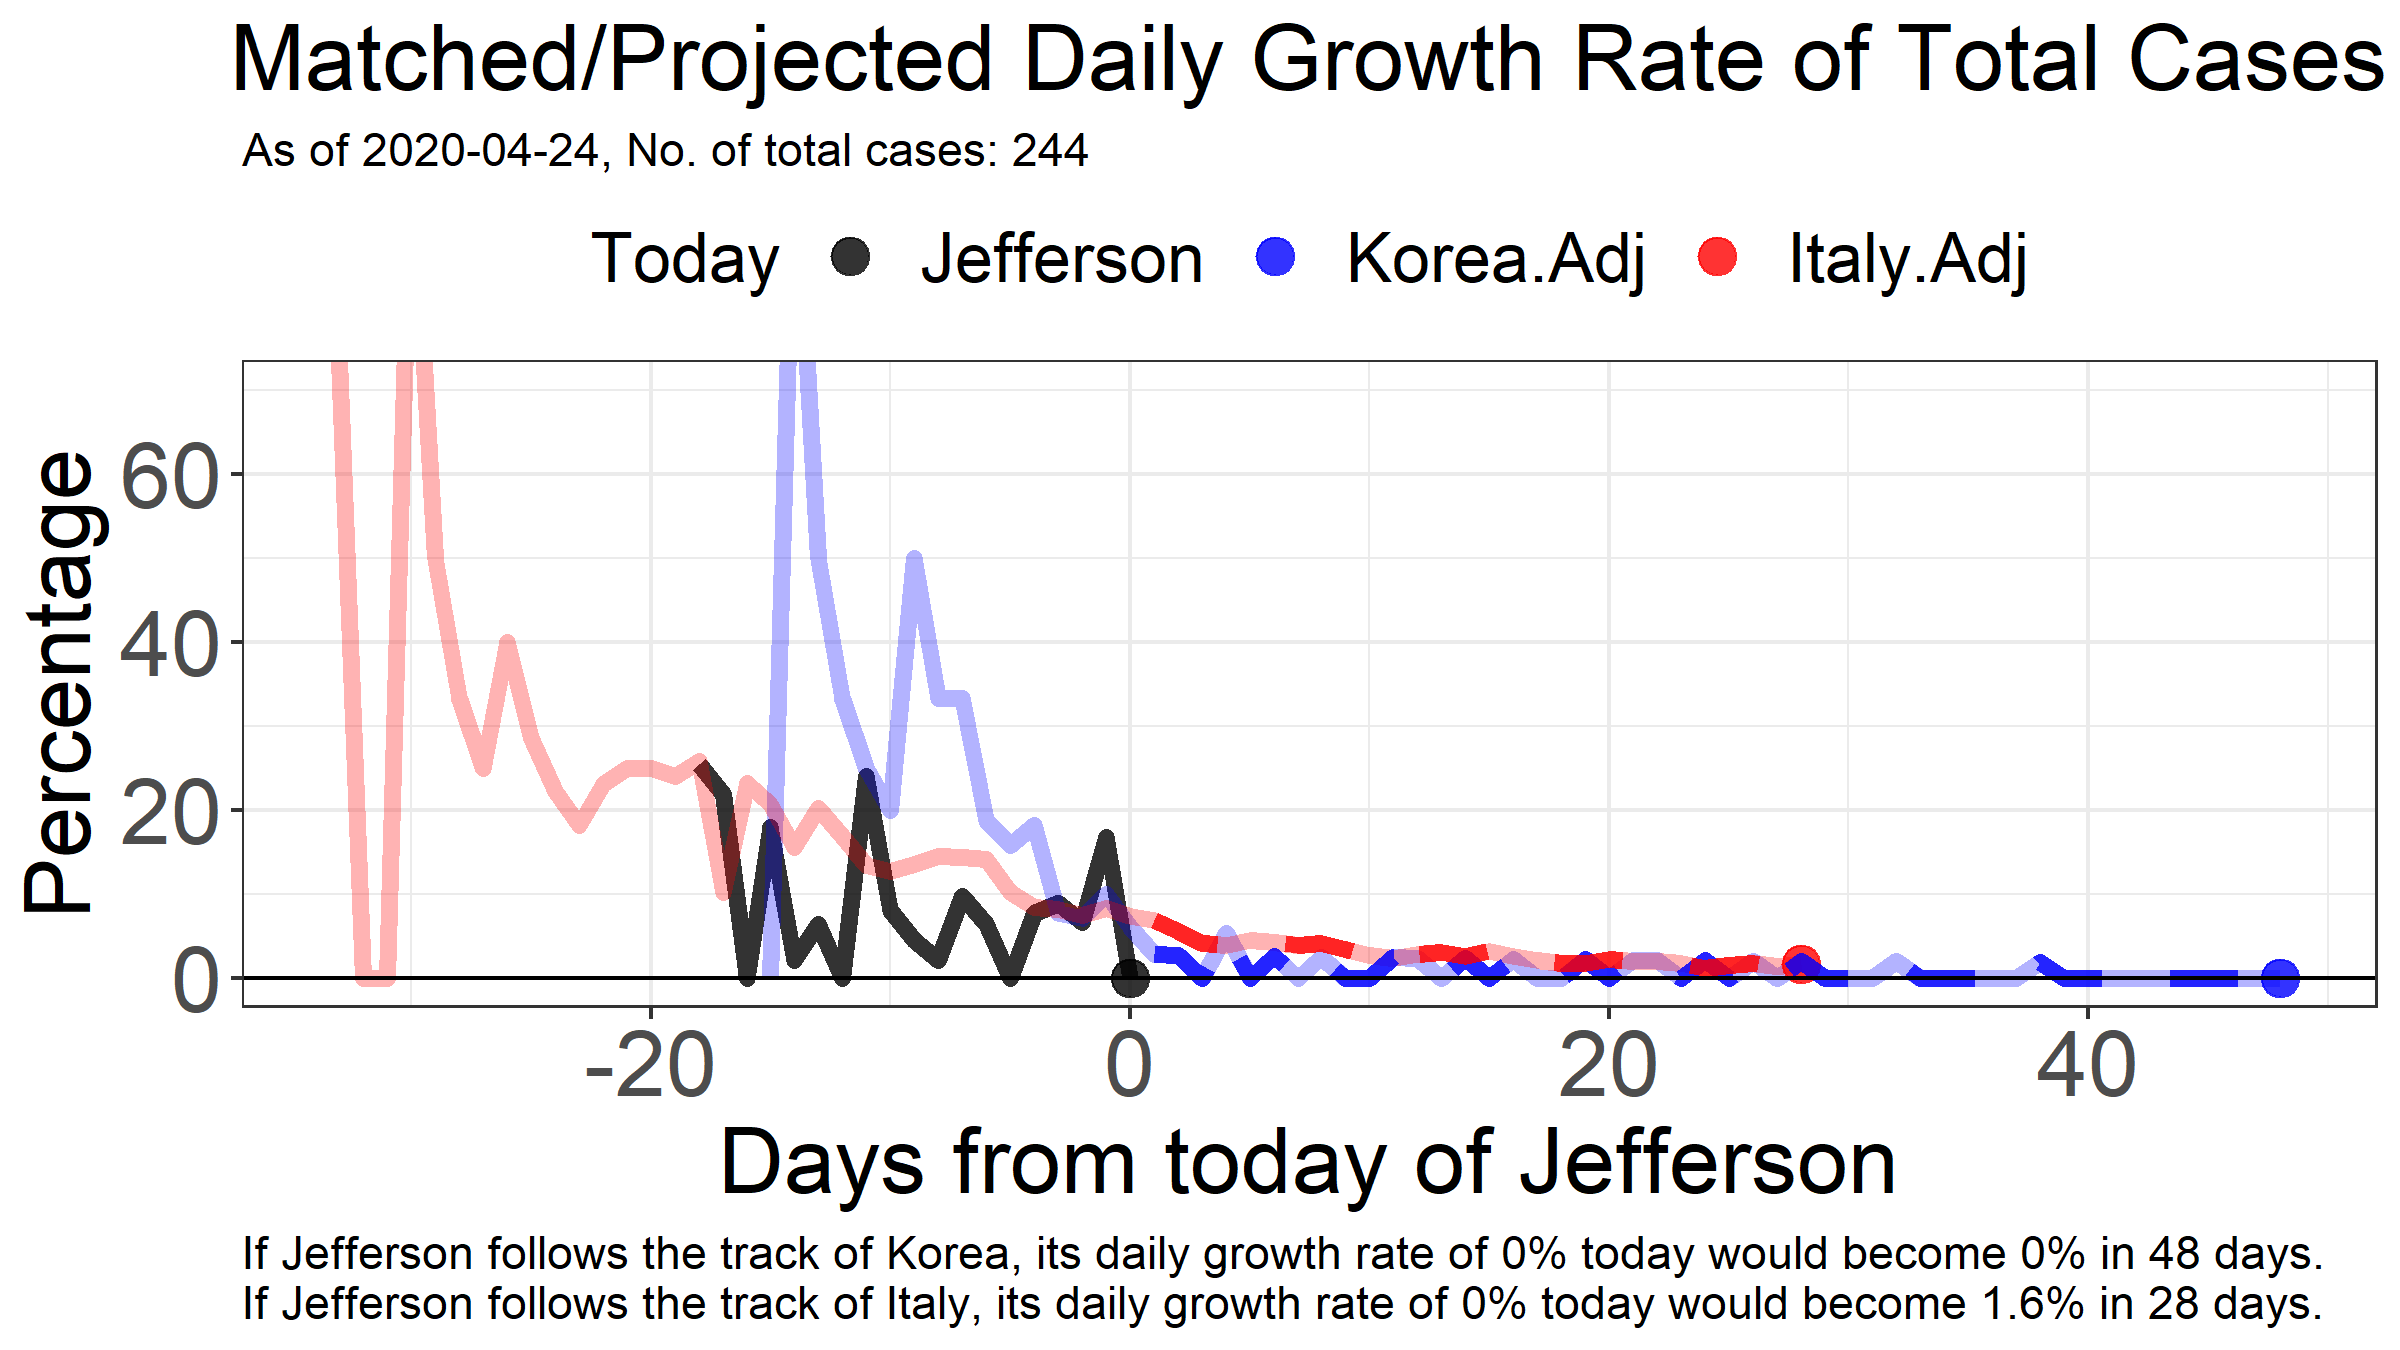 Matched/Projected Daily Growth Rate of Total Cases
As of 2020-04-24, No. of total cases: 244
Today Jefferson Korea.Adj Italy.Adj
Percentage
60
40
20
0
-20 0 20 40
Days from today of Jefferson
If Jefferson follows the track of Korea, its daily growth rate of 0% today would become 0% in 48 days.
If Jefferson follows the track of Italy, its daily growth rate of 0% today would become 1.6% in 28 days.